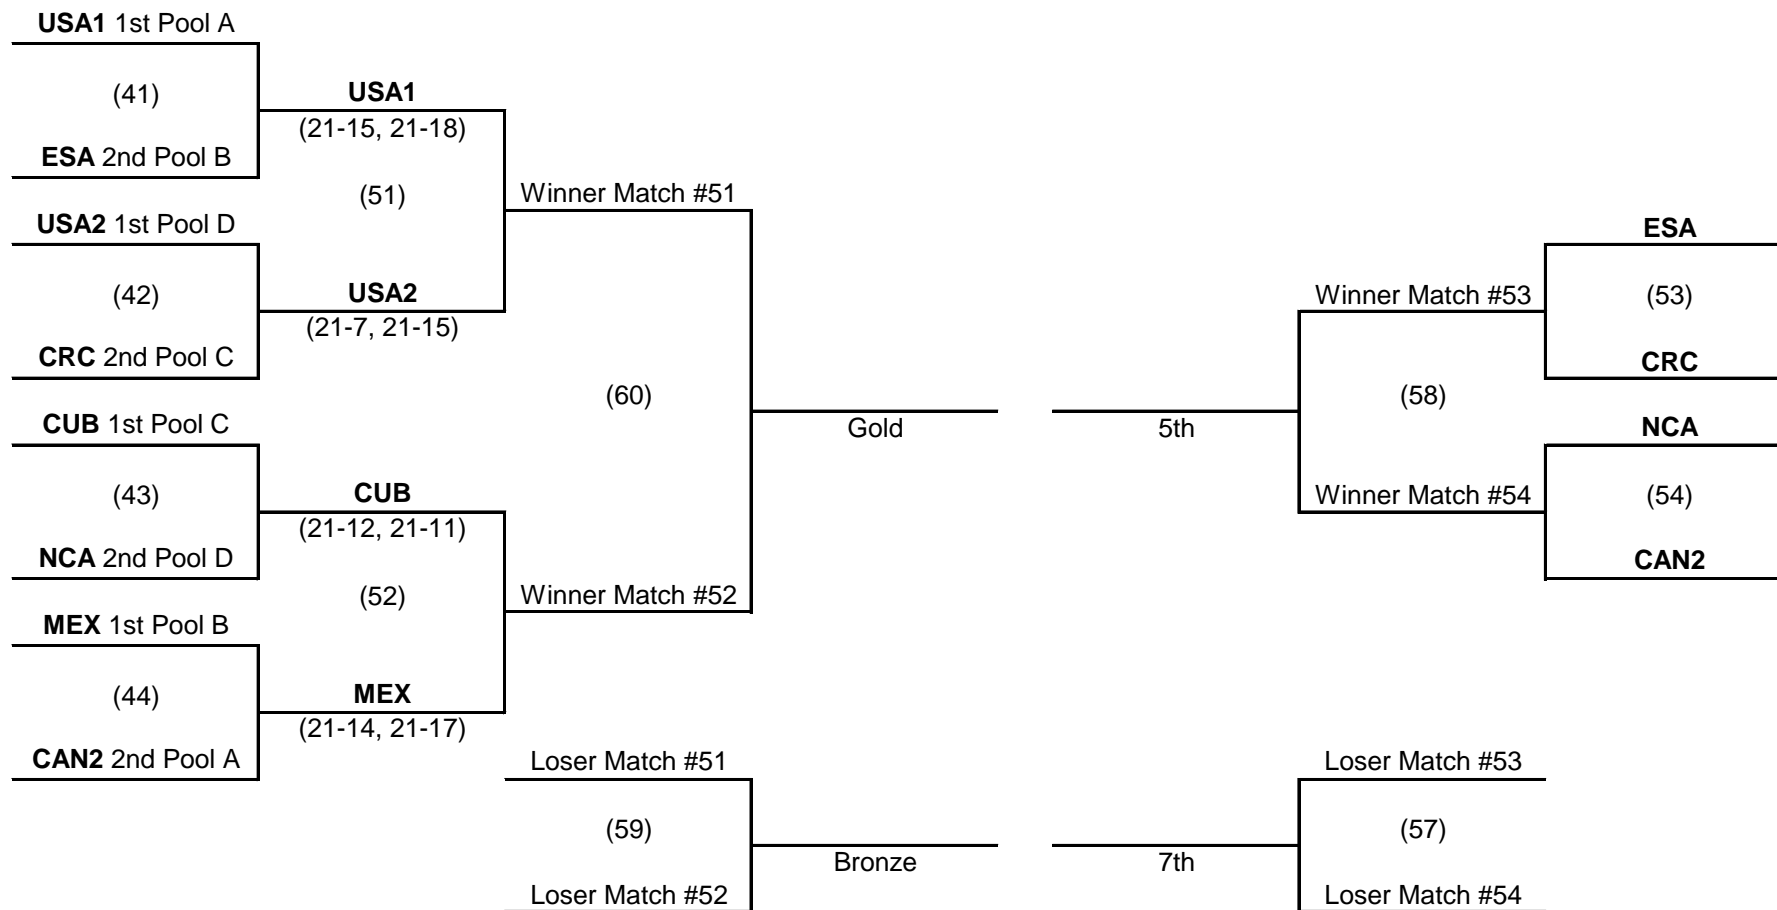 USA1 1st Pool A
(41)
USA1
(21-15, 21-18)
ESA 2nd Pool B
(51)
Winner Match #51
USA2 1st Pool D
(42)
USA2
(21-7, 21-15)
CRC 2nd Pool C
(60)
Gold
CUB 1st Pool C
(43)
CUB
(21-12, 21-11)
NCA 2nd Pool D
(52)
Winner Match #52
MEX 1st Pool B
(44)
MEX
(21-14, 21-17)
CAN2 2nd Pool A
Loser Match #51
(59)
Bronze
Loser Match #52
ESA
Winner Match #53
(53)
CRC
(58)
5th
NCA
Winner Match #54
(54)
CAN2
Loser Match #53
(57)
7th
Loser Match #54